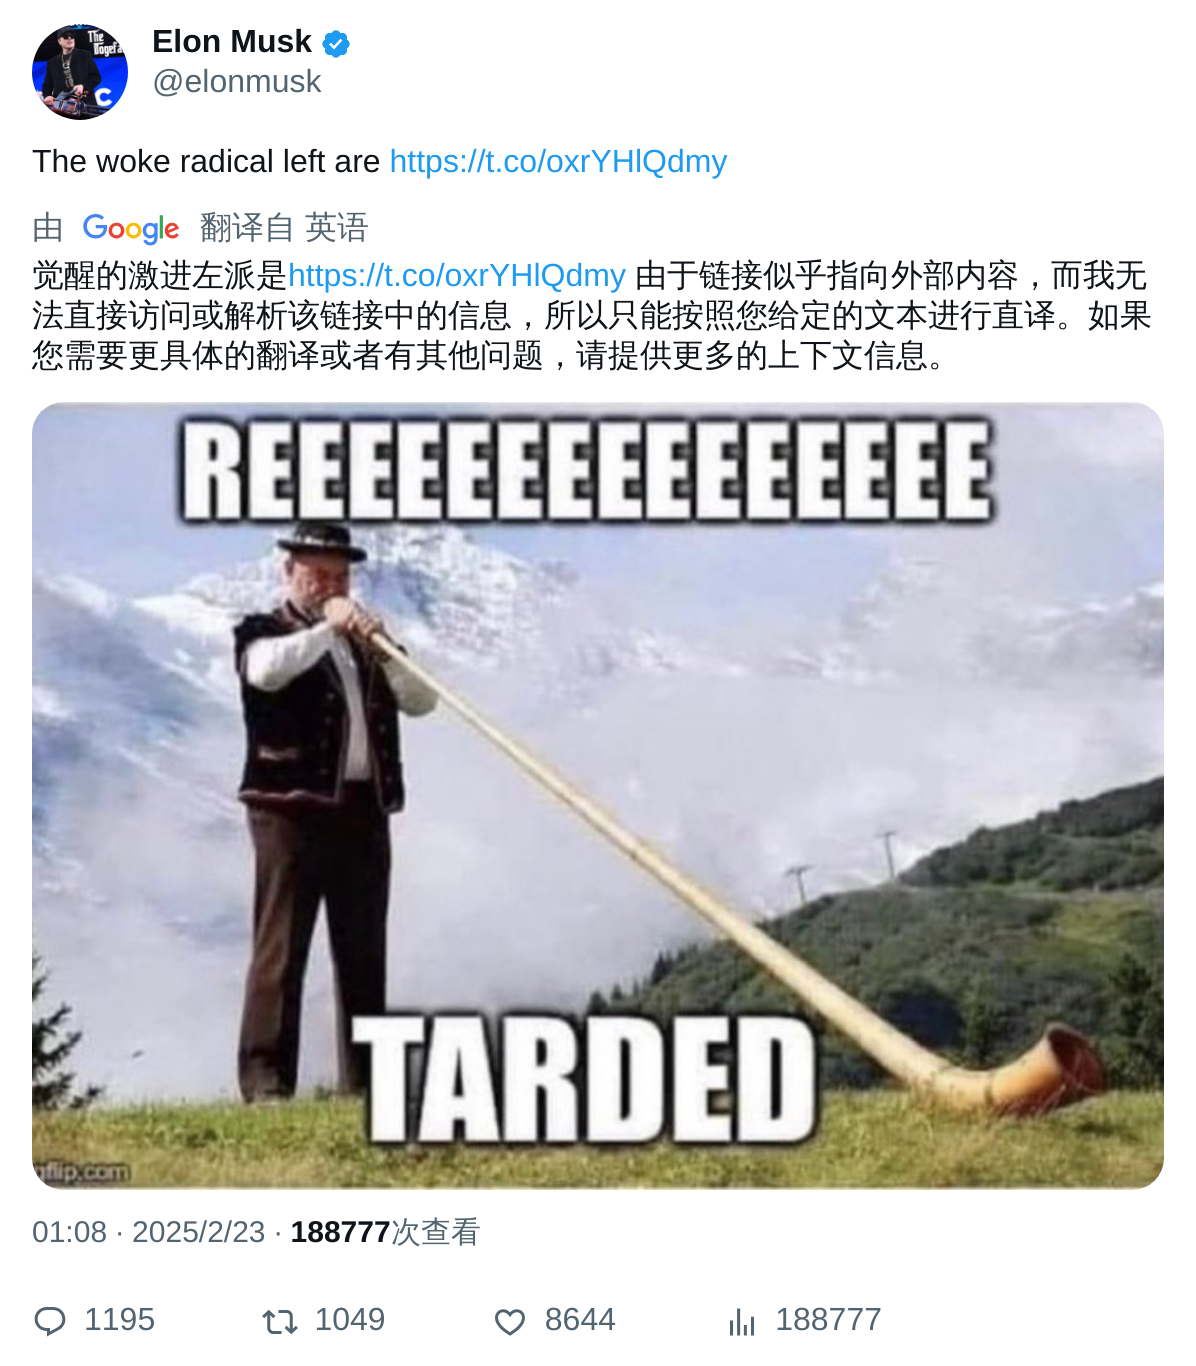 The Dogefa
C
Elon Musk
@elonmusk
The woke radical left are https://t.co/oxrYHlQdmy
由 Google 翻译自 英语
觉醒的激进左派是https://t.co/oxrYHlQdmy 由于链接似乎指向外部内容，而我无
法直接访问或解析该链接中的信息，所以只能按照您给定的文本进行直译。如果
您需要更具体的翻译或者有其他问题，请提供更多的上下文信息。
REEEEEEEEEEEEEEE
TARDED
gflip.com
01:08 · 2025/2/23 · 188777次查看
1195 1049 8644 188777